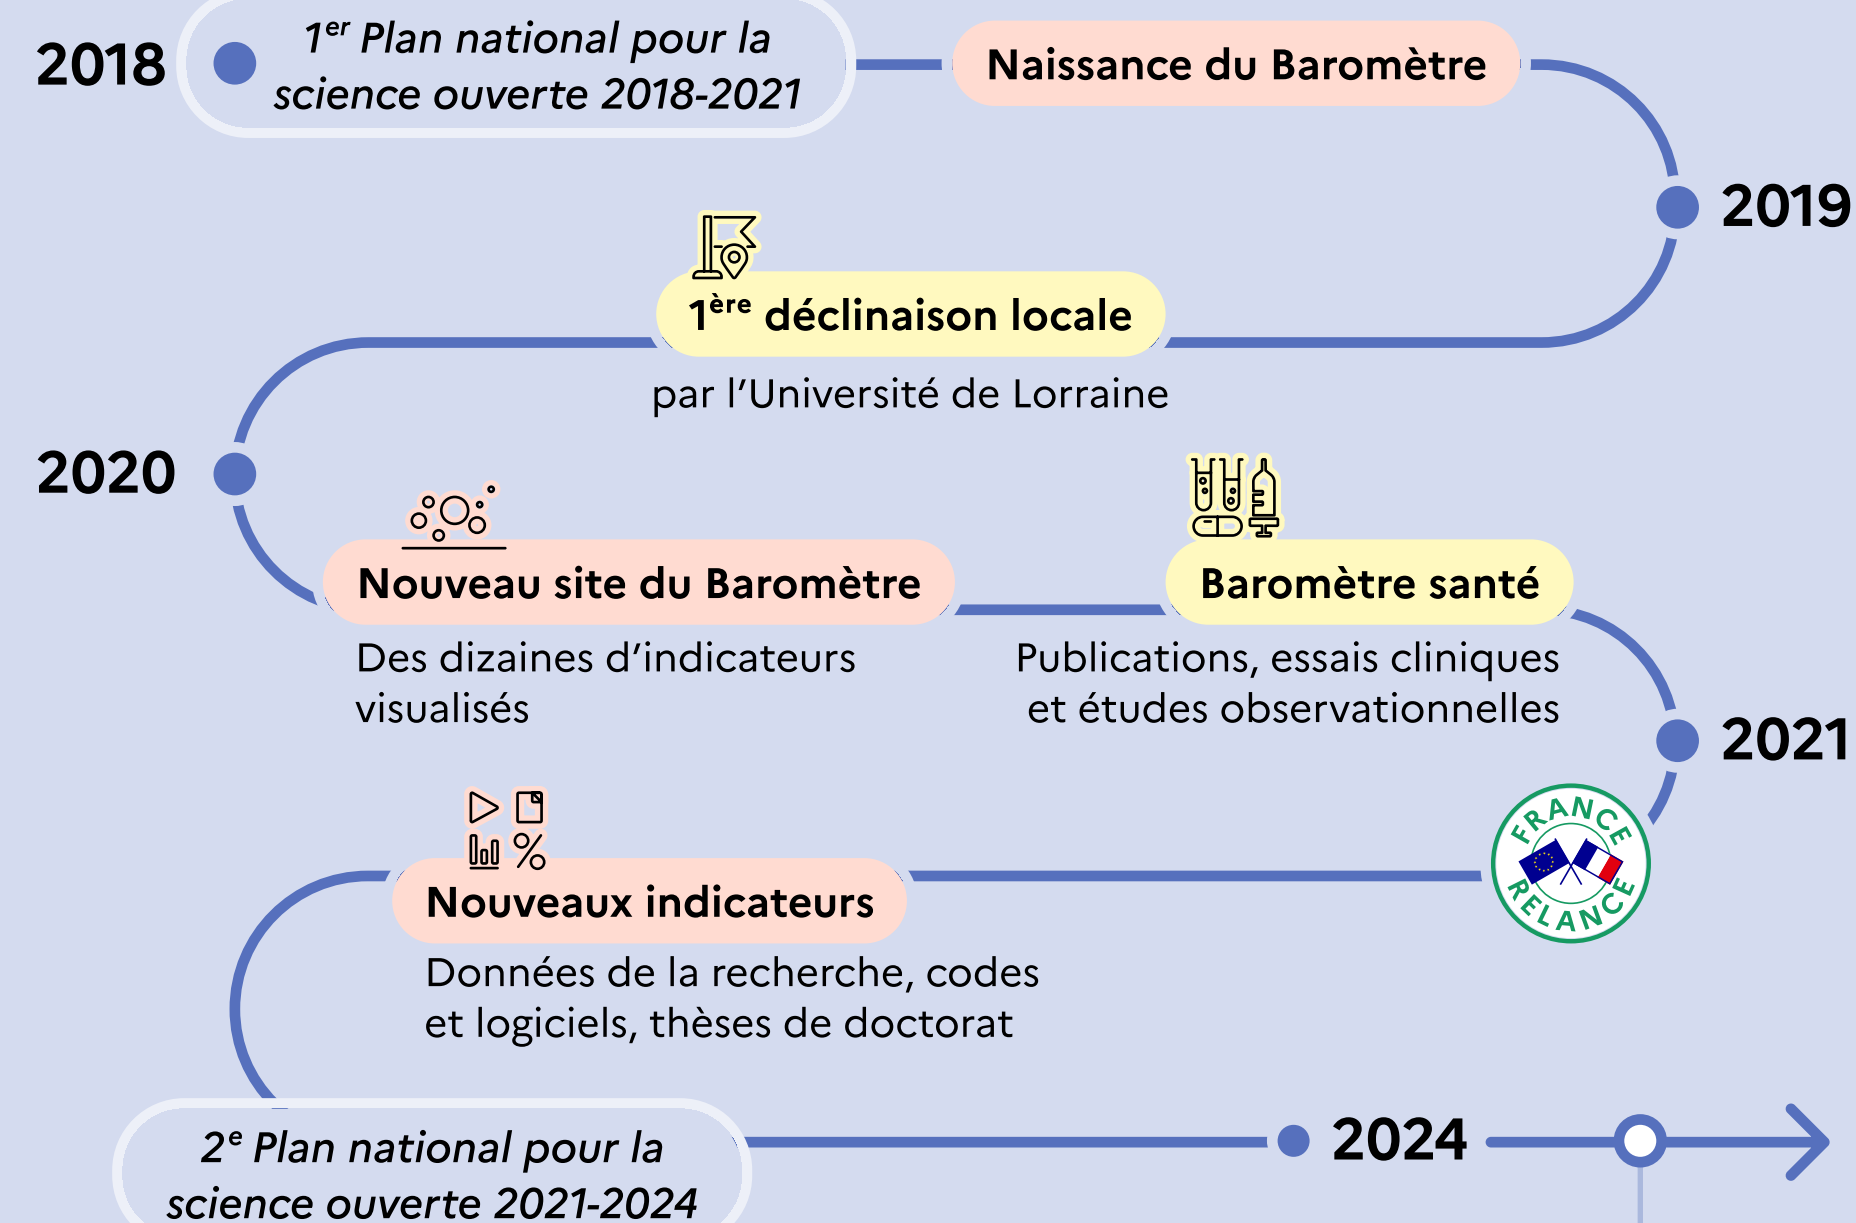 2018
1er Plan national pour la
science ouverte 2018-2021
Naissance du Baromètre
2019
1ère déclinaison locale
par l’Université de Lorraine
2020
Nouveau site du Baromètre
Des dizaines d’indicateurs
visualisés
Baromètre santé
Publications, essais cliniques
et études observationnelles
2021
FRANCE
RELANCE
Nouveaux indicateurs
Données de la recherche, codes
et logiciels, thèses de doctorat
2e Plan national pour la
science ouverte 2021-2024
2024